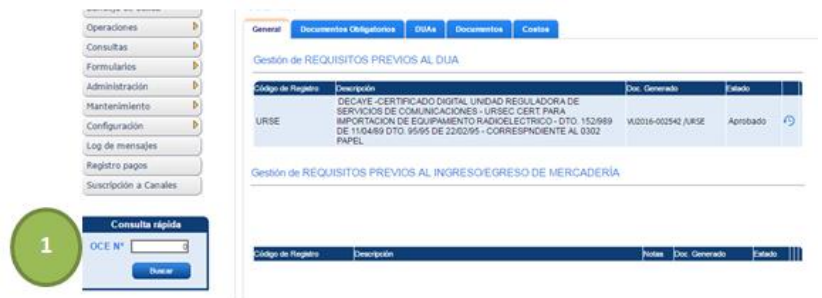 Operaciones
Consultas
Formularios
Administración
Mantenimiento
Configuración
Log de mensajes
Registro pagos
Suscripción a Canales
Consulta rápida
1
OCE Nº 0
Buscar
General Documentos Obligatorios DUAs Documentos Costos
Gestión de REQUISITOS PREVIOS AL DUA
Código de Registro Descripción Doc. Generado Estado
URSE
DECAYE -CERTIFICADO DIGITAL UNIDAD REGULADORA DE
SERVICIOS DE COMUNICACIONES - URSEC CERT. PARA
IMPORTACION DE EQUIPAMIENTO RADIOELECTRICO - DTO. 152/989
DE 11/04/89 DTO. 95/95 DE 22/02/95 - CORRESPNDIENTE AL 0302
PAPEL
VU2016-002542 /URSE
Aprobado
Gestión de REQUISITOS PREVIOS AL INGRESO/EGRESO DE MERCADERÍA
Código de Registro Descripción Notas Doc. Generado Estado